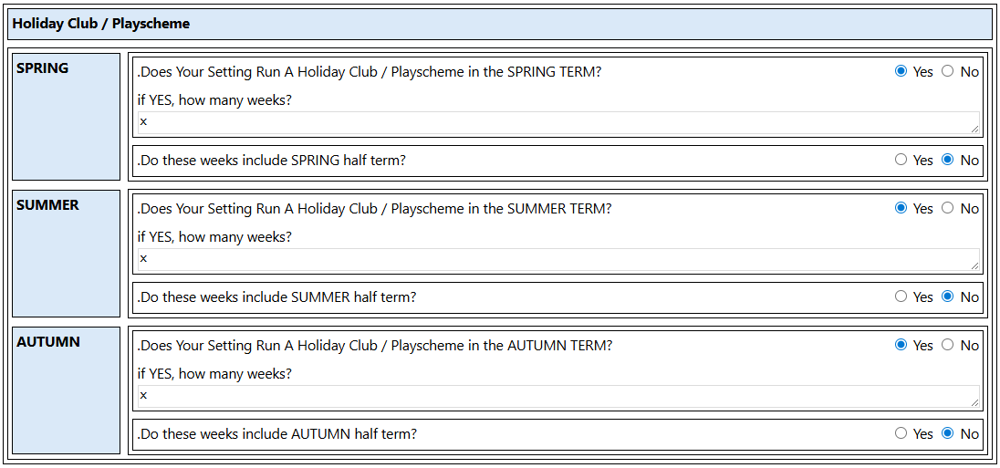 Holiday Club / Playscheme
SPRING
.Does Your Setting Run A Holiday Club / Playscheme in the SPRING TERM? Yes No
if YES, how many weeks?
x
.Do these weeks include SPRING half term? Yes No
SUMMER
.Does Your Setting Run A Holiday Club / Playscheme in the SUMMER TERM? Yes No
if YES, how many weeks?
x
.Do these weeks include SUMMER half term? Yes No
AUTUMN
.Does Your Setting Run A Holiday Club / Playscheme in the AUTUMN TERM? Yes No
if YES, how many weeks?
x
.Do these weeks include AUTUMN half term? Yes No